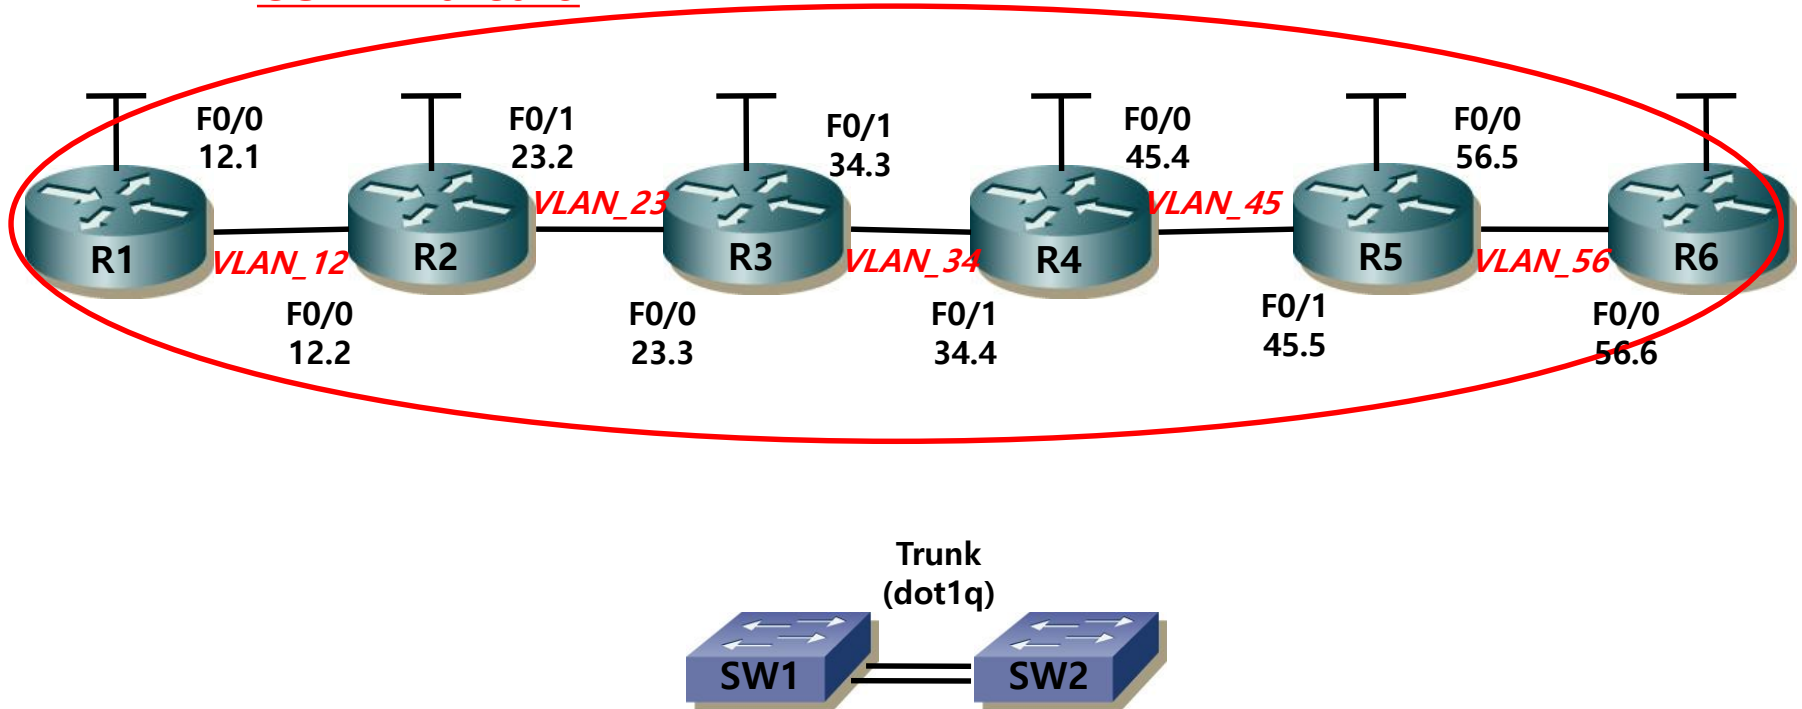 F0/0
12.1
F0/1
23.2
F0/1
34.3
F0/0
45.4
F0/0
56.5
VLAN_23
VLAN_45
R1
VLAN_12
R2
R3
VLAN_34
R4
R5
VLAN_56
R6
F0/0
12.2
F0/0
23.3
F0/1
34.4
F0/1
45.5
F0/0
56.6
Trunk
(dot1q)
SW1
SW2